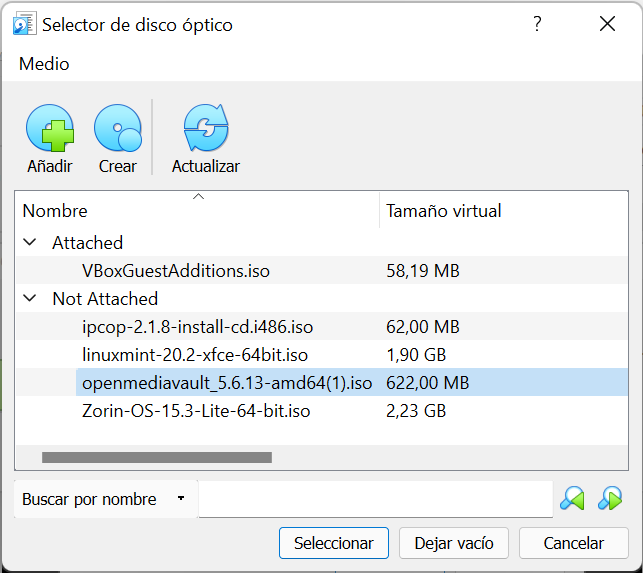 Selector de disco óptico ?
Medio
Añadir Crear Actualizar
Nombre Tamaño virtual
Attached
VBoxGuestAdditions.iso 58,19 MB
Not Attached
ipcop-2.1.8-install-cd.i486.iso 62,00 MB
linuxmint-20.2-xfce-64bit.iso 1,90 GB
openmediavault_5.6.13-amd64(1).iso 622,00 MB
Zorin-OS-15.3-Lite-64-bit.iso 2,23 GB
Buscar por nombre
Seleccionar Dejar vacío Cancelar